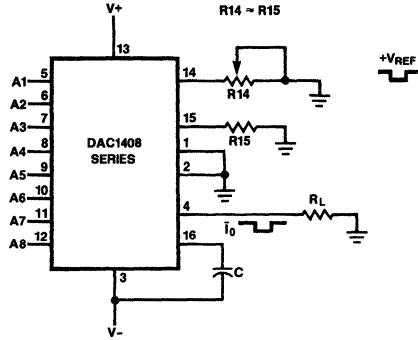 V+
R14 ≈ R15
13
+VREF
A1 5
14
R14
A2 6
A3 7
15
R15
A4 8
DAC1408
SERIES
1
A5 9
2
A6 10
A7 11
4
RL
i̅0
A8 12
16
C
3
V−